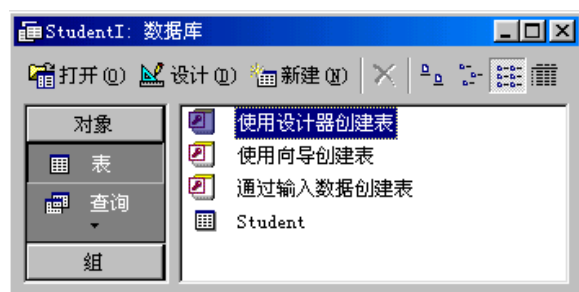 StudentI: 数据库
打开(O) 设计(D) 新建(N)
对象
表
查询
组
使用设计器创建表
使用向导创建表
通过输入数据创建表
Student